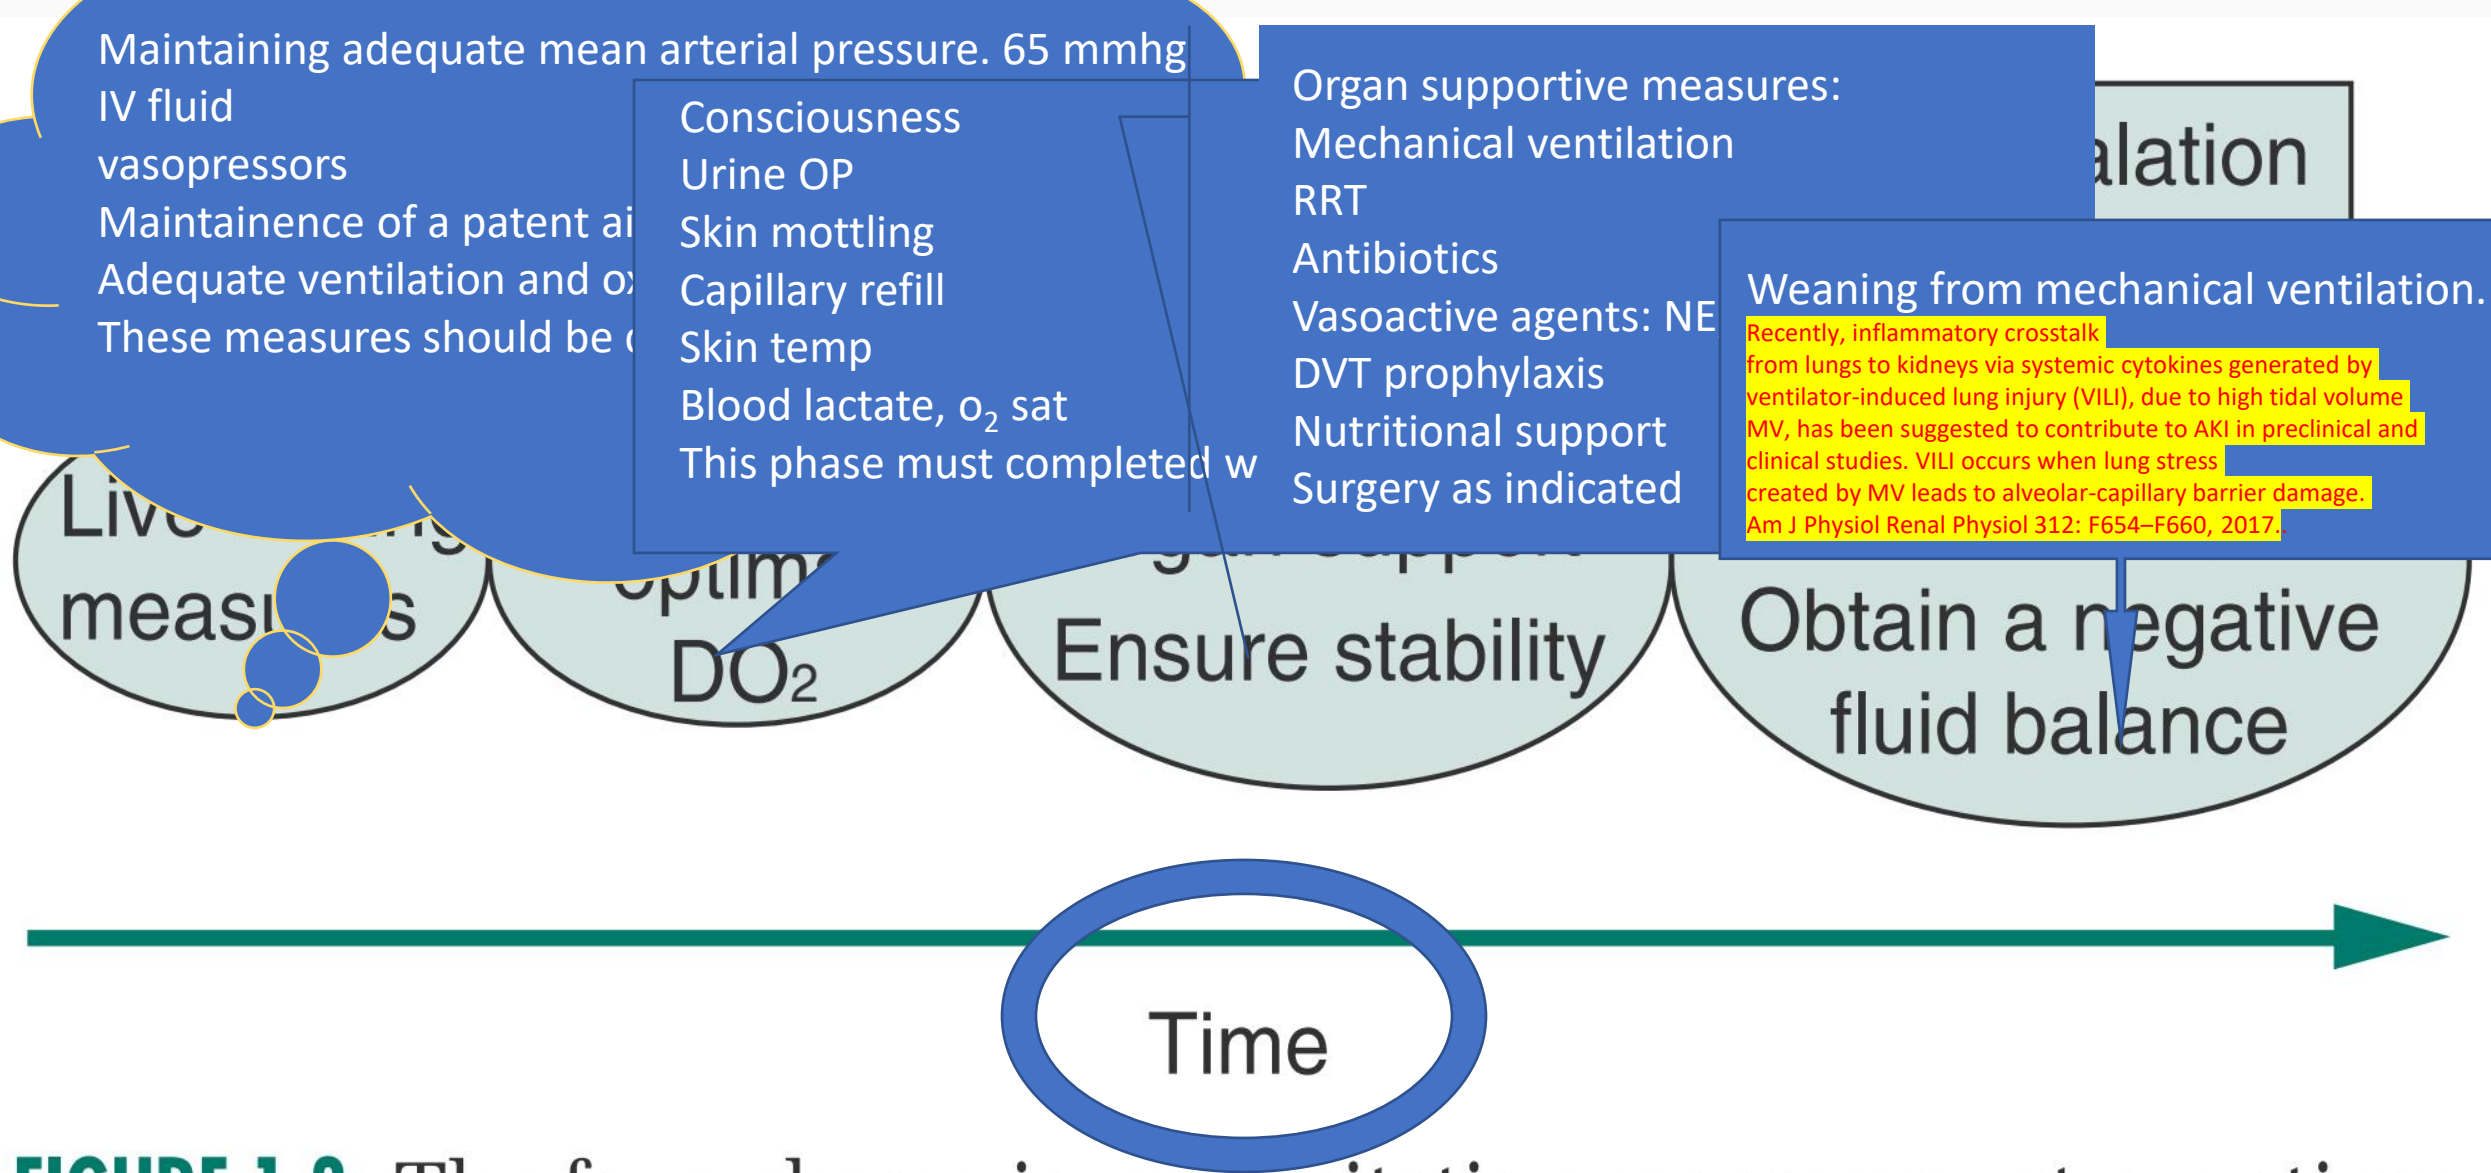 Maintaining adequate mean arterial pressure. 65 mmhg
IV fluid
vasopressors
Maintainence of a patent
Adequate ventilation and
These measures should be
Consciousness
Urine OP
Skin mottling
Capillary refill
Skin temp
Blood lactate, o₂ sat
This phase must completed w
Organ supportive measures:
Mechanical ventilation
RRT
Antibiotics
Vasoactive agents: NE
DVT prophylaxis
Nutritional support
Surgery as indicated
alation
Weaning from mechanical ventilation.
Recently, inflammatory crosstalk
from lungs to kidneys via systemic cytokines generated by
ventilator-induced lung injury (VILI), due to high tidal volume
MV, has been suggested to contribute to AKI in preclinical and
clinical studies. VILI occurs when lung stress
created by MV leads to alveolar-capillary barrier damage.
Am J Physiol Renal Physiol 312: F654–F660, 2017..
measures
DO₂
Ensure stability
Obtain a negative
fluid balance
Time